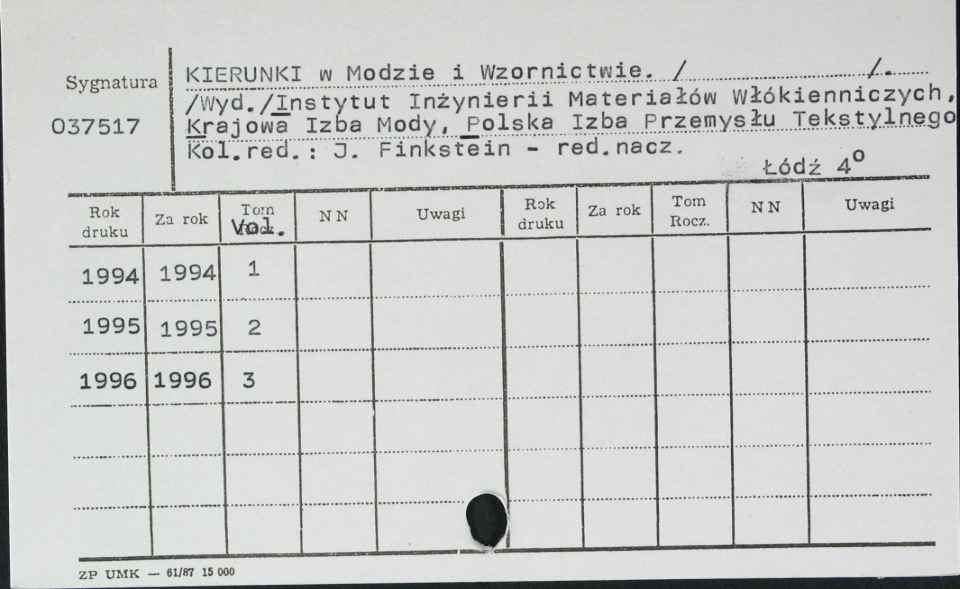 Sygnatura
037517
KIERUNKI w Modzie i Wzornictwie. / /.
/Wyd./Instytut Inżynierii Materiałów Włókienniczych,
Krajowa Izba Mody, Polska Izba Przemysłu Tekstylnego
Kol.red.: J. Finkstein - red.nacz.
Łódź 4⁰
Rok druku Za rok Tom Vol. N N Uwagi Rok druku Za rok Tom Rocz. N N Uwagi
1994 1994 1
1995 1995 2
1996 1996 3
ZP UMK — 61/87 15 000